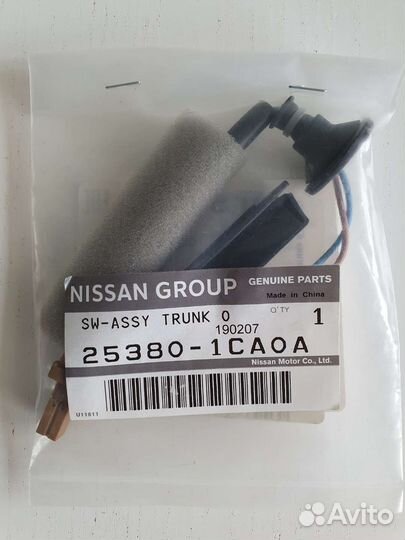 NISSAN GROUP
GENUINE PARTS
Made in China
SW-ASSY TRUNK O
Q'TY
1
190207
25380-1CA0A
Nissan Motor Co., Ltd.
U11811
Avito